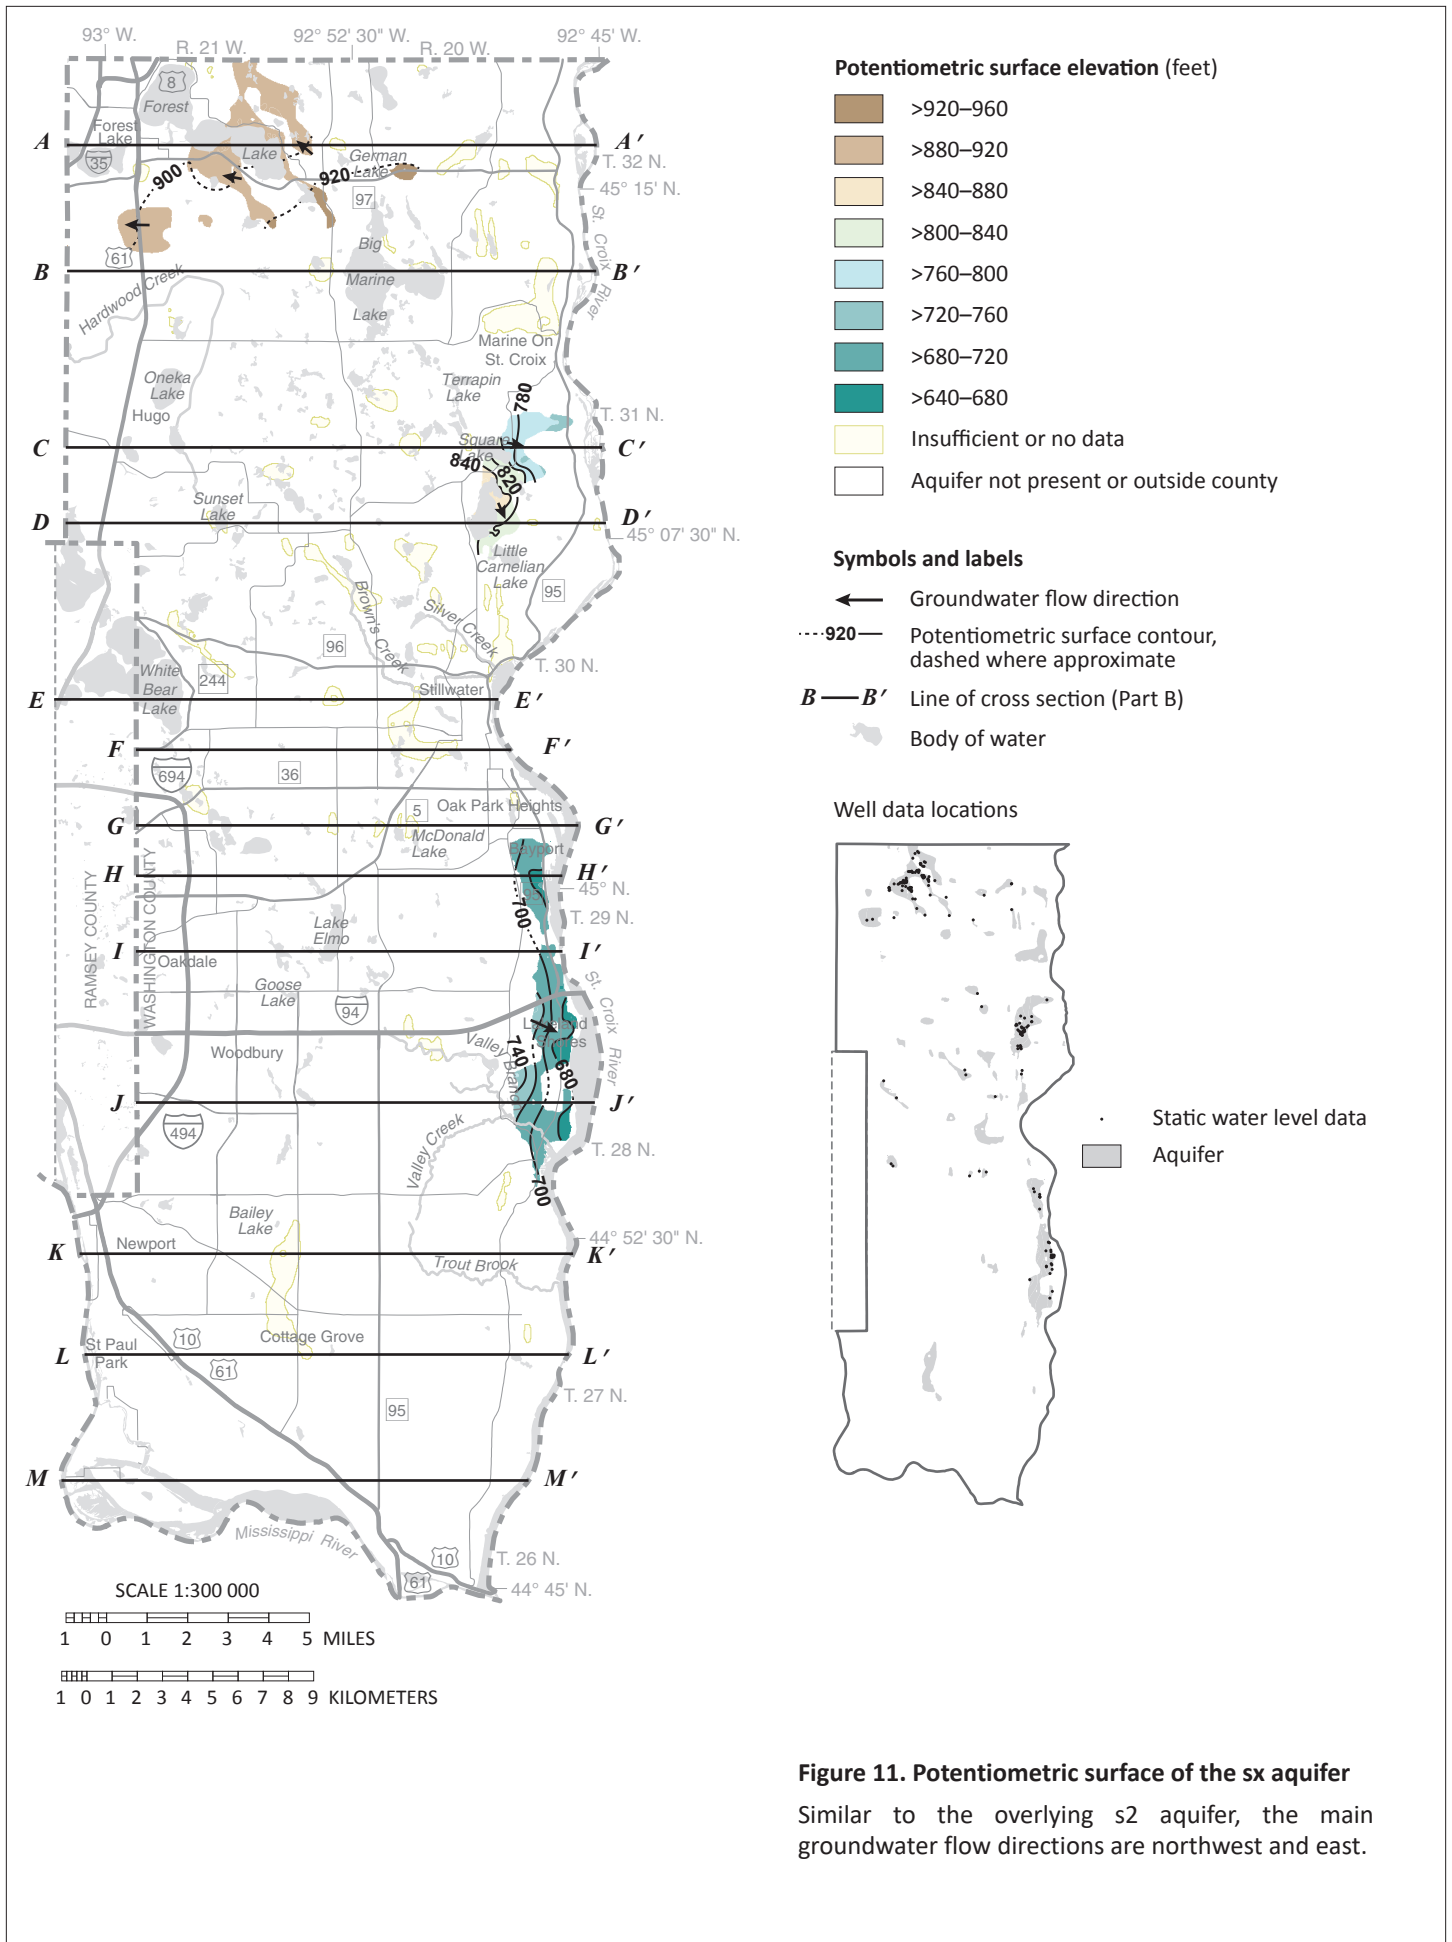 93° W.
R. 21 W.
92° 52' 30" W.
R. 20 W.
92° 45' W.
8
Forest
Forest
Lake
35
A
A'
Lake
German
Lake
T. 32 N.
900
920
97
45° 15' N.
St. Croix River
61
Big
Marine
Lake
B
B'
Hardwood Creek
Marine On
St. Croix
Oneka
Lake
Hugo
Terrapin
Lake
780
T. 31 N.
C
C'
Square
Lake
840
820
Sunset
Lake
D
D'
45° 07' 30" N.
Little
Carnelian
Lake
95
Brown's Creek
Silver Creek
96
T. 30 N.
White
Bear
Lake
244
Stillwater
E
E'
F
F'
694
36
5
Oak Park Heights
G
G'
McDonald
Lake
Bayport
H
H'
95
45° N.
700
T. 29 N.
RAMSEY COUNTY
WASHINGTON COUNTY
Lake
Elmo
I
I'
Oakdale
Goose
Lake
94
St. Croix River
Lakeland
Shores
Woodbury
Valley Branch
740
680
J
J'
494
Valley Creek
T. 28 N.
700
Bailey
Lake
44° 52' 30" N.
Newport
K
K'
Trout Brook
10
Cottage Grove
St Paul
Park
L
L'
61
T. 27 N.
95
M
M'
Mississippi River
10
T. 26 N.
61
44° 45' N.
SCALE 1:300 000
1 0 1 2 3 4 5 MILES
1 0 1 2 3 4 5 6 7 8 9 KILOMETERS
Potentiometric surface elevation (feet)
>920–960
>880–920
>840–880
>800–840
>760–800
>720–760
>680–720
>640–680
Insufficient or no data
Aquifer not present or outside county
Symbols and labels
Groundwater flow direction
920
Potentiometric surface contour,
dashed where approximate
B B' Line of cross section (Part B)
Body of water
Well data locations
Static water level data
Aquifer
Figure 11. Potentiometric surface of the sx aquifer
Similar to the overlying s2 aquifer, the main
groundwater flow directions are northwest and east.